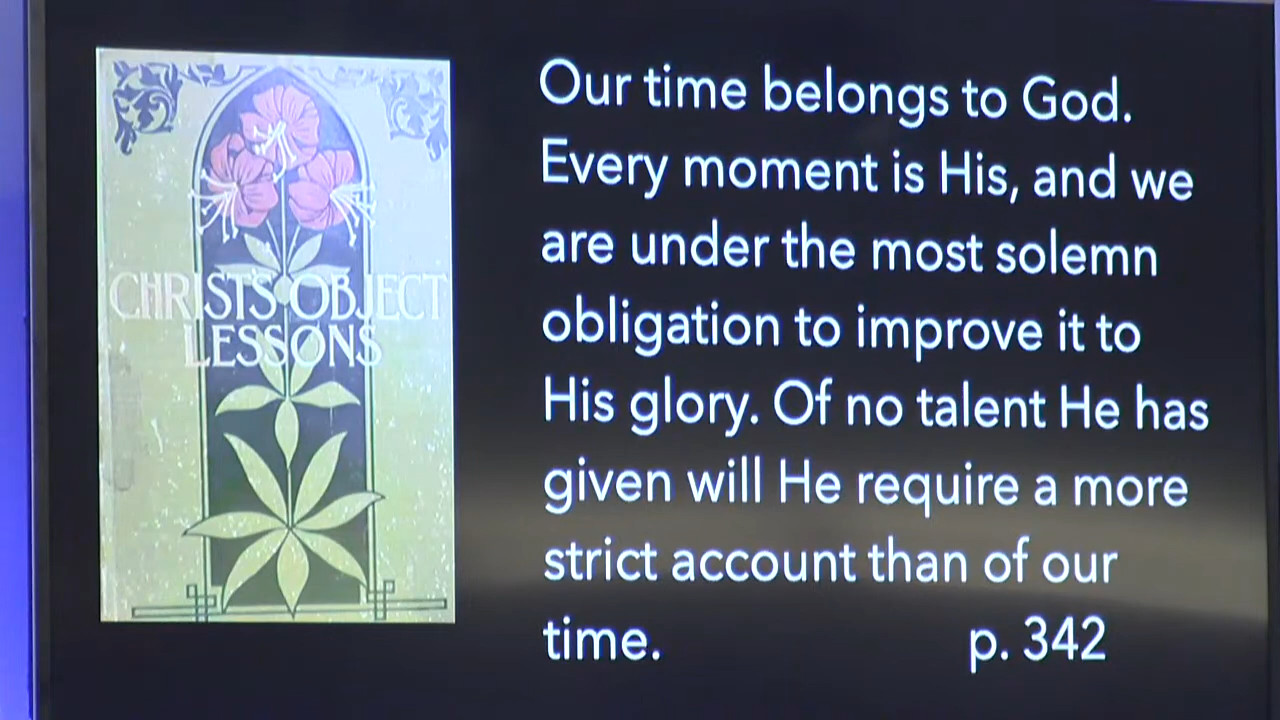 CHRISTS OBJECT
LESSONS
Our time belongs to God.
Every moment is His, and we
are under the most solemn
obligation to improve it to
His glory. Of no talent He has
given will He require a more
strict account than of our
time. p. 342